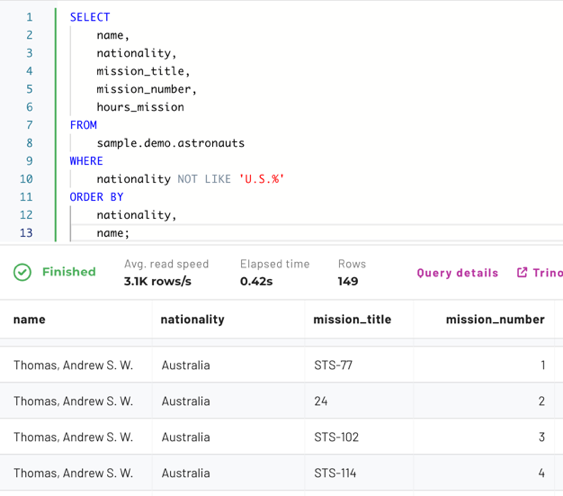 1 SELECT
2 name,
3 nationality,
4 mission_title,
5 mission_number,
6 hours_mission
7 FROM
8 sample.demo.astronauts
9 WHERE
10 nationality NOT LIKE 'U.S.%'
11 ORDER BY
12 nationality,
13 name;
Finished
Avg. read speed Elapsed time Rows
3.1K rows/s 0.42s 149
Query details Trino
name nationality mission_title mission_number
Thomas, Andrew S. W. Australia STS-77 1
Thomas, Andrew S. W. Australia 24 2
Thomas, Andrew S. W. Australia STS-102 3
Thomas, Andrew S. W. Australia STS-114 4